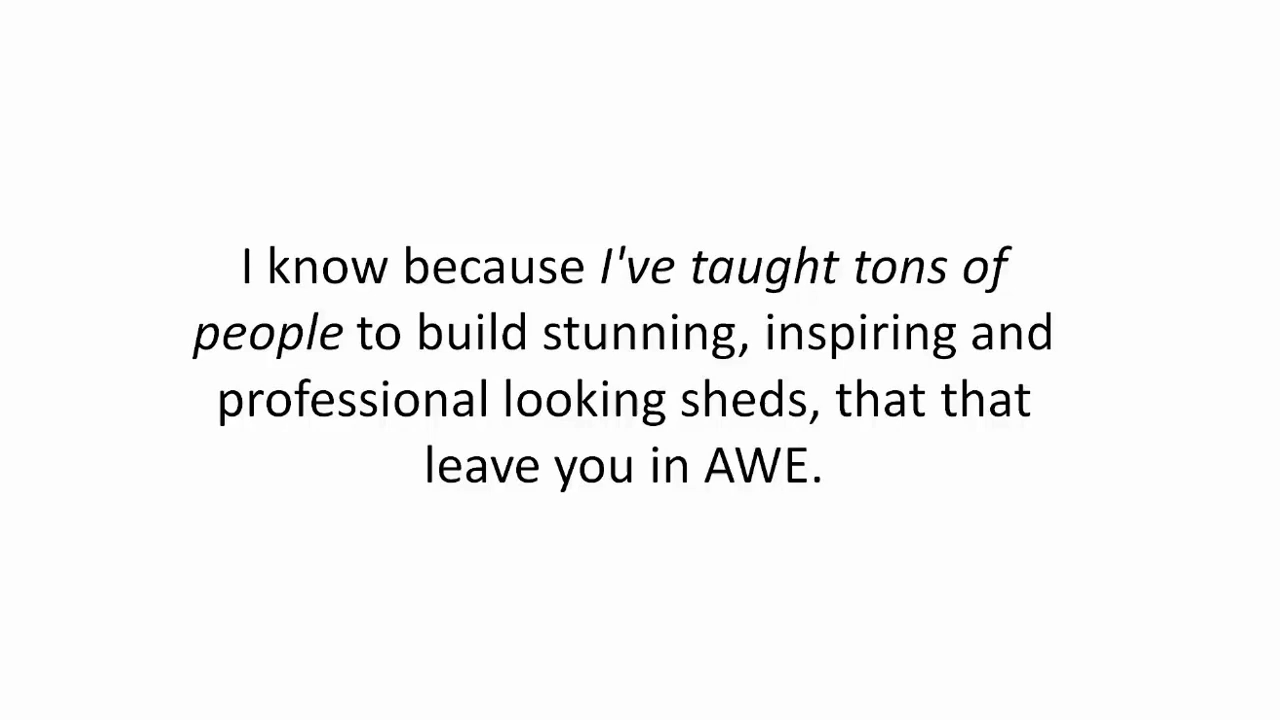 I know because I've taught tons of
people to build stunning, inspiring and
professional looking sheds, that that
leave you in AWE.